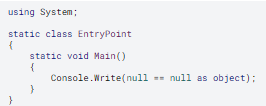 using System;
static class EntryPoint
{
    static void Main()
    {
        Console.Write(null == null as object);
    }
}